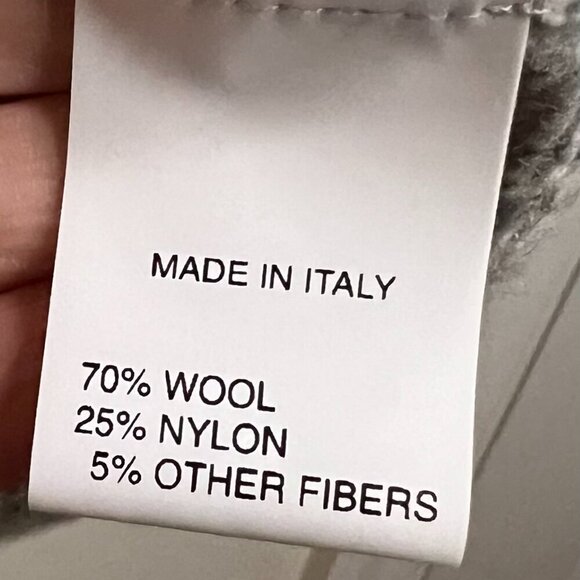 MADE IN ITALY
70% WOOL
25% NYLON
5% OTHER FIBERS